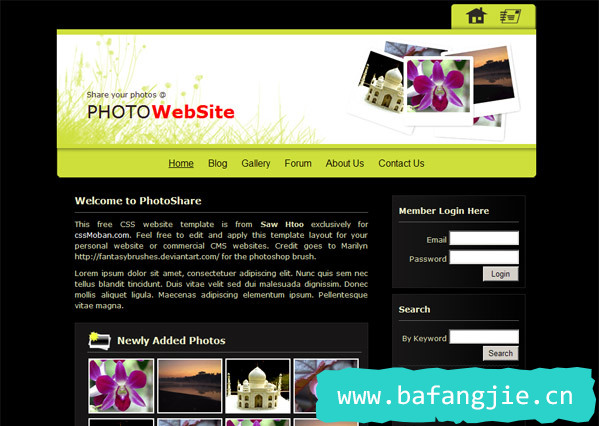 Share your photos @
PHOTOWebSite
Home Blog Gallery Forum About Us Contact Us
Welcome to PhotoShare
This free CSS website template is from Saw Htoo exclusively for
cssMoban.com. Feel free to edit and apply this template layout for your
personal website or commercial CMS websites. Credit goes to Marilyn
http://fantasybrushes.deviantart.com/ for the photoshop brush.
Lorem ipsum dolor sit amet, consectetuer adipiscing elit. Nunc quis sem nec
tellus blandit tincidunt. Duis vitae velit sed dui malesuada dignissim. Donec
mollis aliquet ligula. Maecenas adipiscing elementum ipsum. Pellentesque
vitae magna.
Newly Added Photos
Member Login Here
Email
Password
Login
Search
By Keyword
Search
www.bafangjie.cn